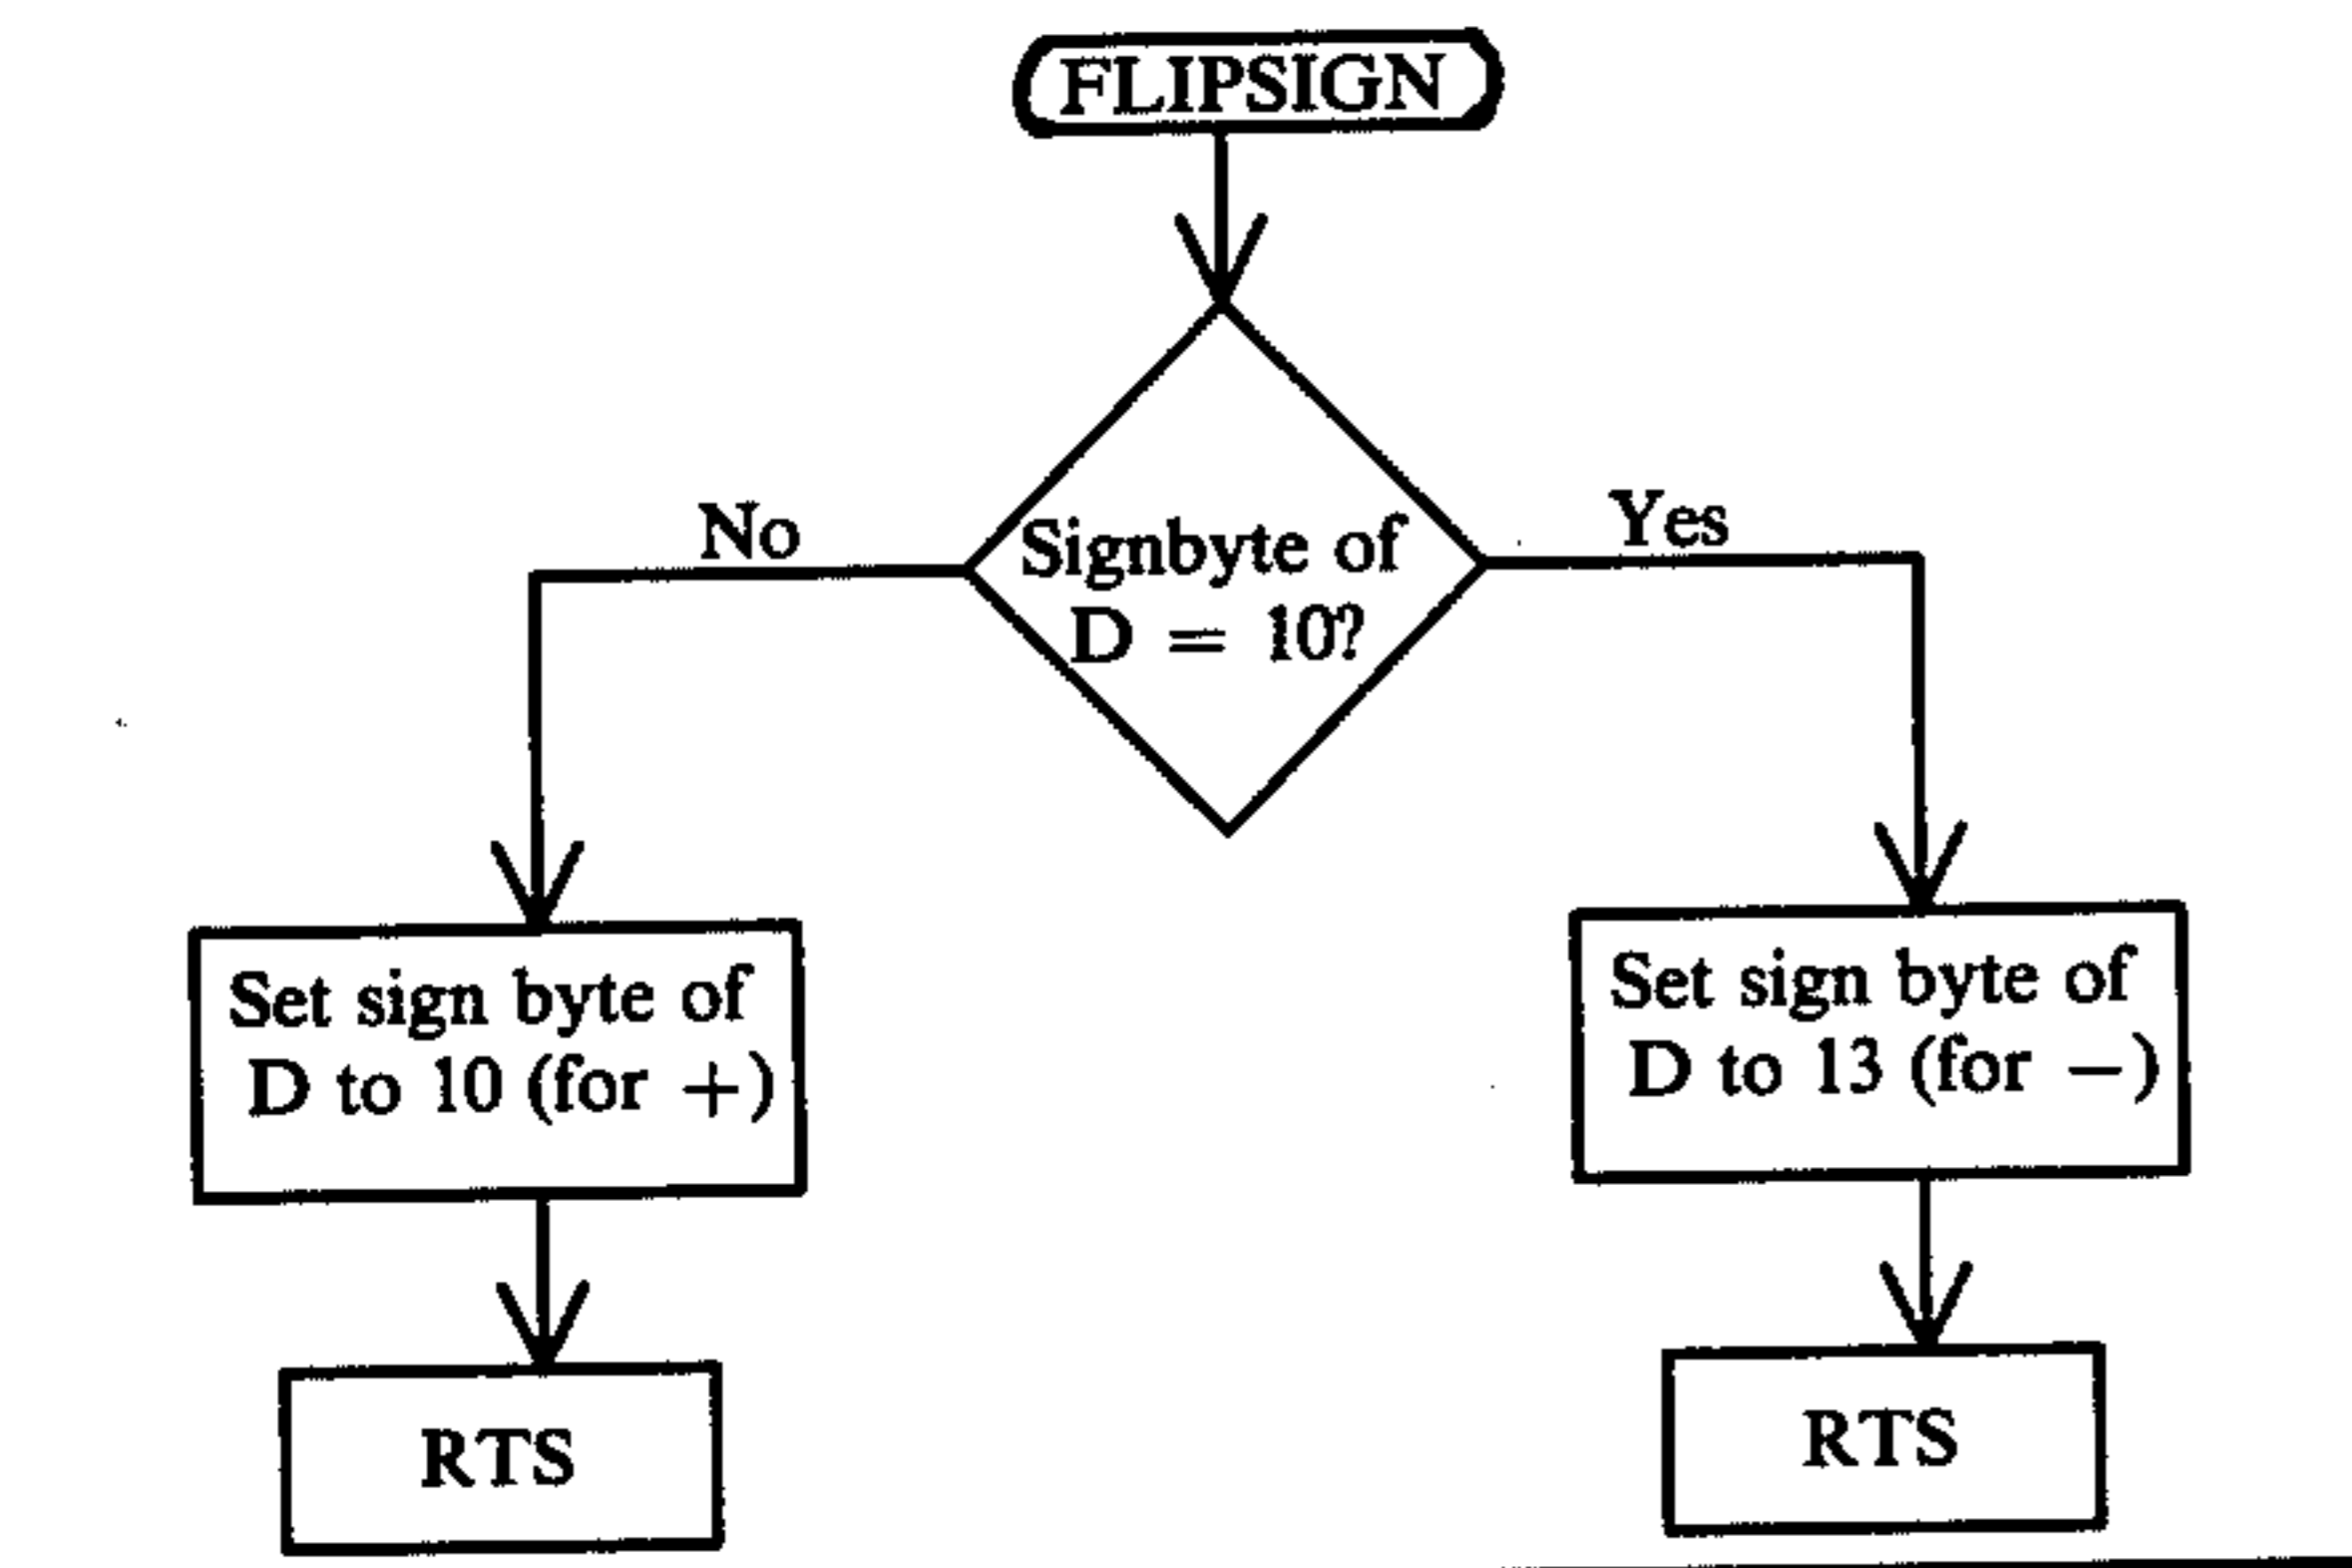 FLIPSIGN
No
Yes
Signbyte of
D = 10?
Set sign byte of
D to 10 (for +)
Set sign byte of
D to 13 (for −)
RTS
RTS